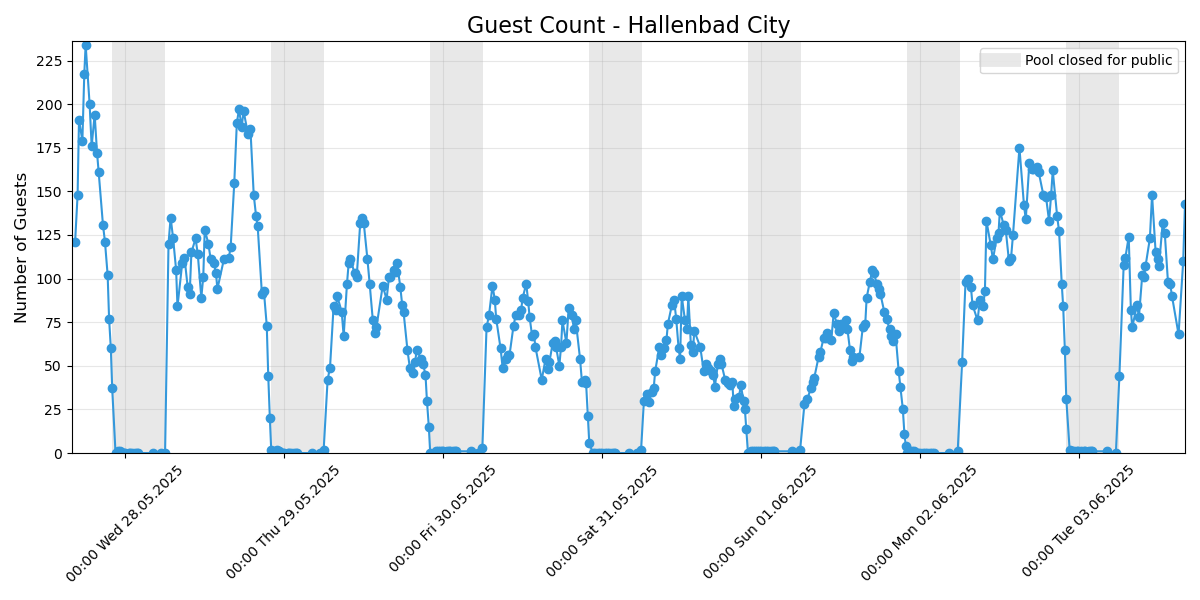 Guest Count - Hallenbad City
Pool closed for public
Number of Guests
225
200
175
150
125
100
75
50
25
0
00:00 Wed 28.05.2025
00:00 Thu 29.05.2025
00:00 Fri 30.05.2025
00:00 Sat 31.05.2025
00:00 Sun 01.06.2025
00:00 Mon 02.06.2025
00:00 Tue 03.06.2025